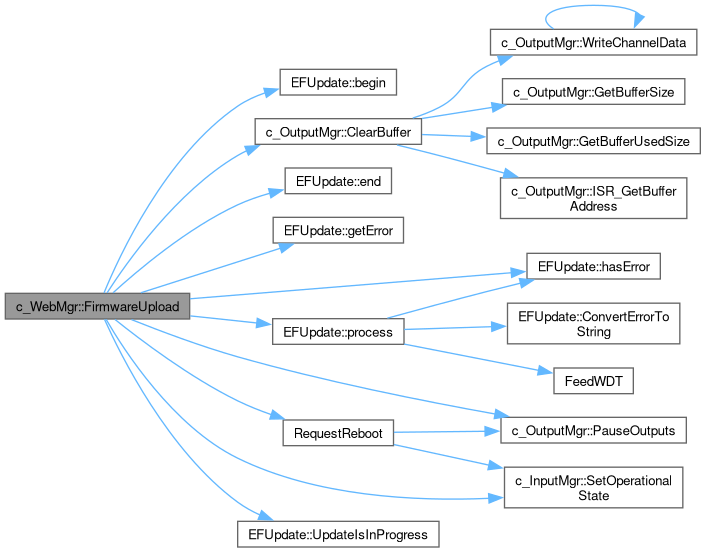 c_WebMgr::FirmwareUpload
EFUpdate::begin
c_OutputMgr::ClearBuffer
EFUpdate::end
EFUpdate::getError
EFUpdate::process
RequestReboot
EFUpdate::UpdateIsInProgress
c_OutputMgr::WriteChannelData
c_OutputMgr::GetBufferSize
c_OutputMgr::GetBufferUsedSize
c_OutputMgr::ISR_GetBuffer
Address
EFUpdate::hasError
EFUpdate::ConvertErrorTo
String
FeedWDT
c_OutputMgr::PauseOutputs
c_InputMgr::SetOperational
State